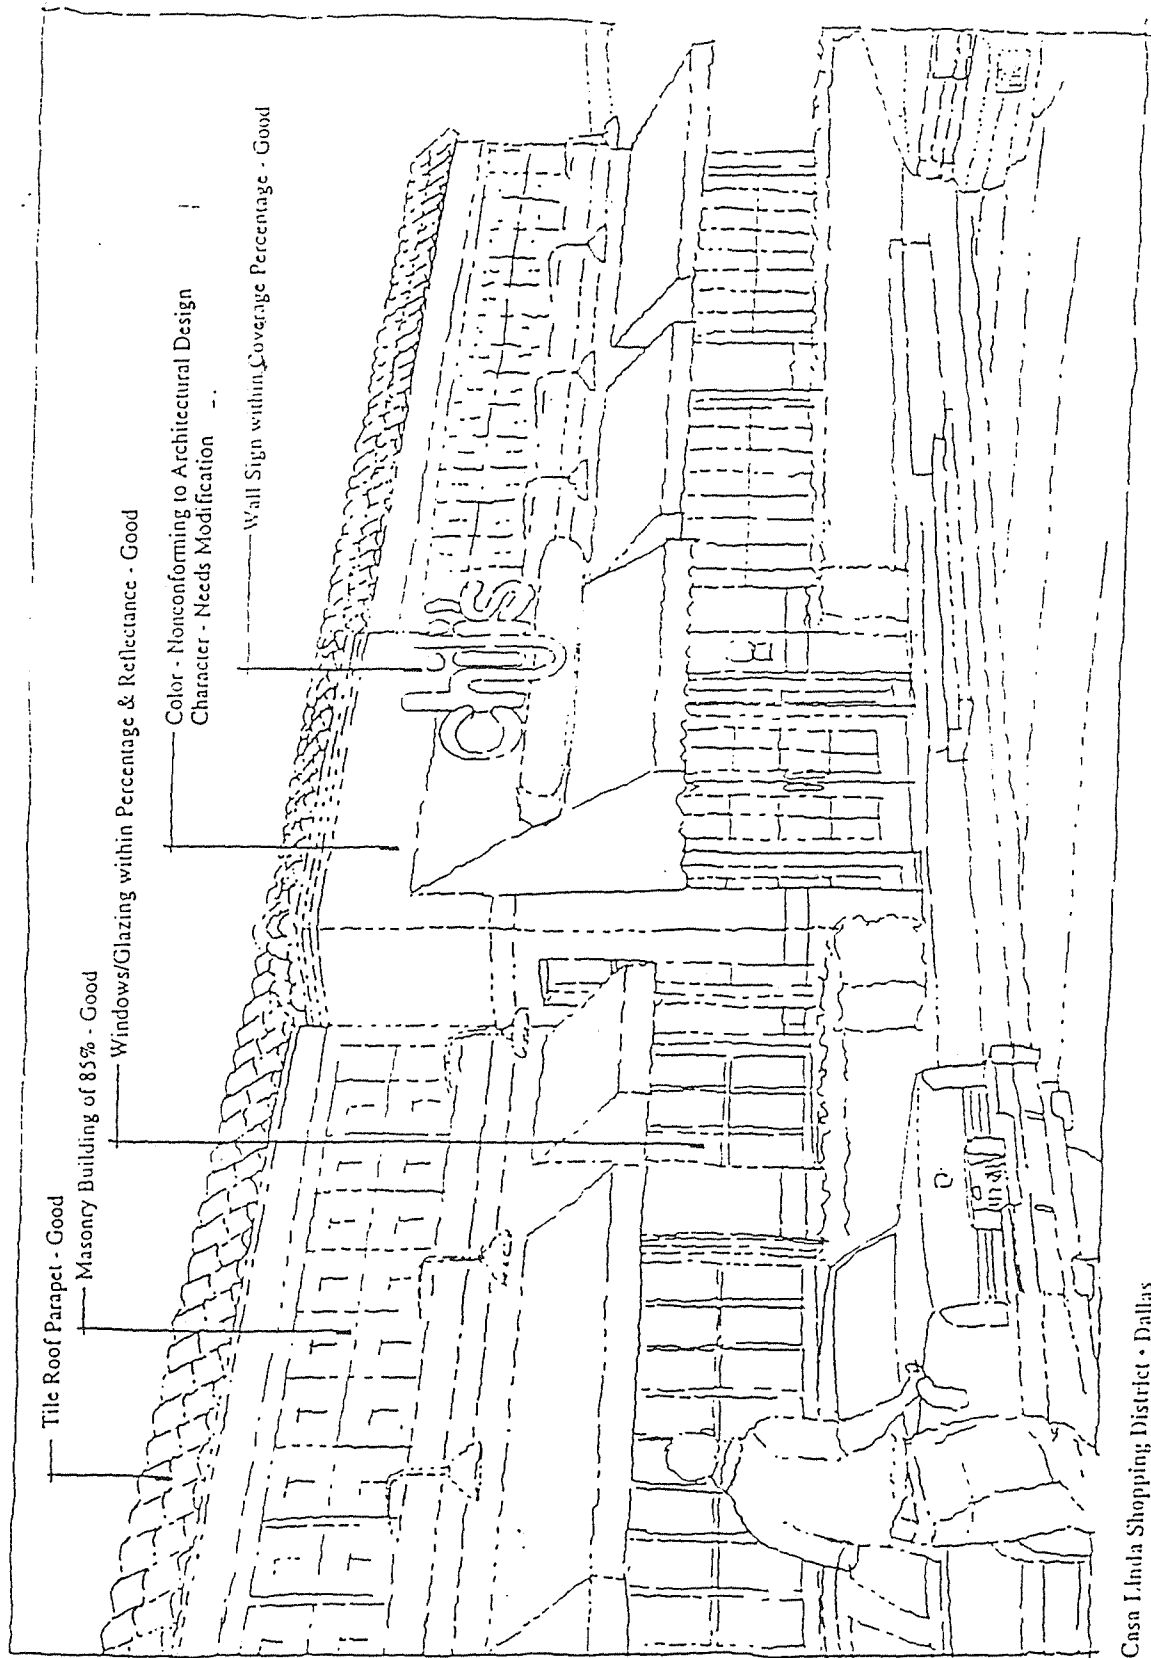 Tile Roof Parapet - Good
Masonry Building of 85% - Good
Windows/Glazing within Percentage & Reflectance - Good
Color - Nonconforming to Architectural Design
Character - Needs Modification
Wall Sign within Coverage Percentage - Good
chuy's
Casa Linda Shopping District • Dallas